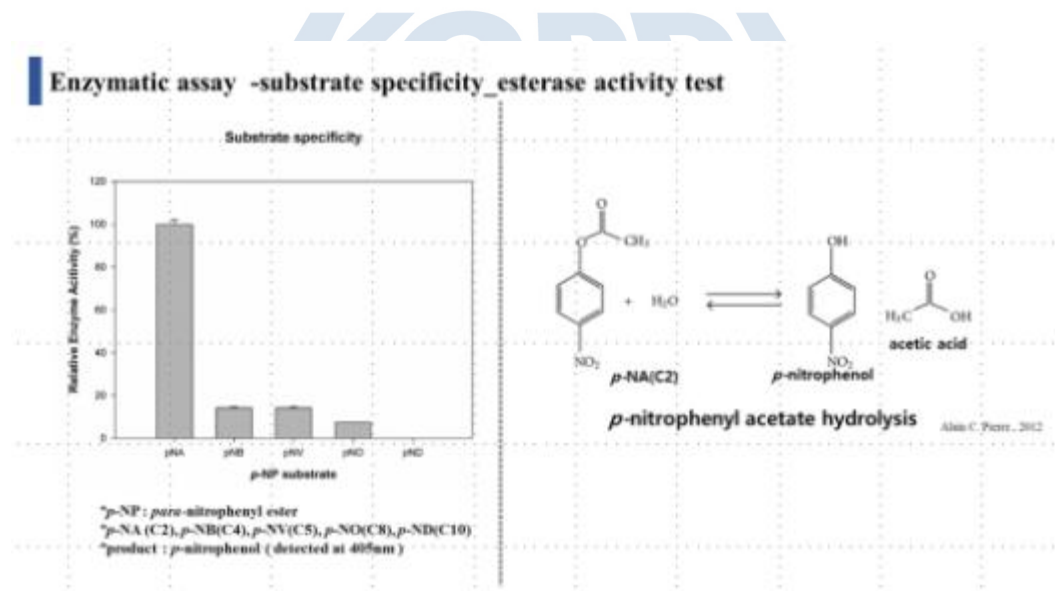 Enzymatic assay -substrate specificity_esterase activity test
Substrate specificity
Relative Enzyme Acitivity (%)
120
100
80
60
40
20
0
pNA pNB pNV pNO pND
p-NP substrate
*p-NP : para-nitrophenyl ester
*p-NA (C2), p-NB(C4), p-NV(C5), p-NO(C8), p-ND(C10)
*product : p-nitrophenol ( detected at 405nm )
O
O
CH₃
+ H₂O
NO₂
p-NA(C2)
OH
NO₂
p-nitrophenol
O
H₃C
OH
acetic acid
p-nitrophenyl acetate hydrolysis
Alain C. Pierre., 2012